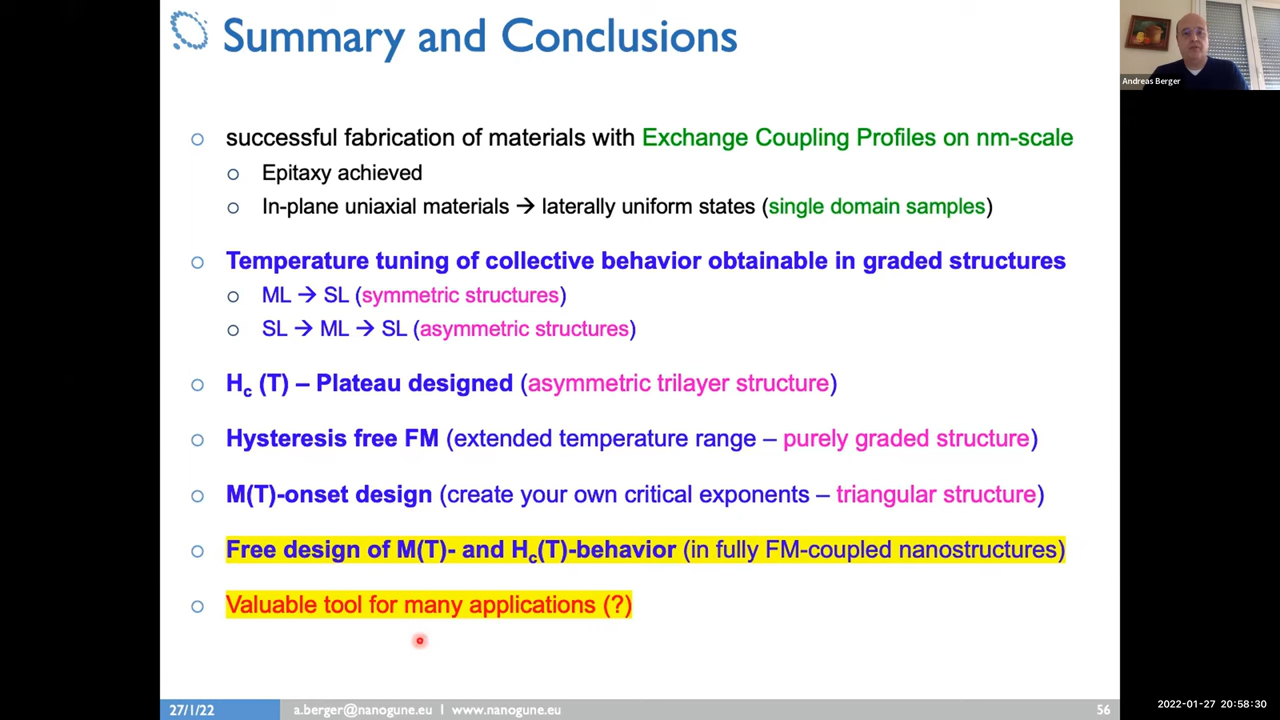 Summary and Conclusions
Andreas Berger
successful fabrication of materials with Exchange Coupling Profiles on nm-scale
Epitaxy achieved
In-plane uniaxial materials → laterally uniform states (single domain samples)
Temperature tuning of collective behavior obtainable in graded structures
ML → SL (symmetric structures)
SL → ML → SL (asymmetric structures)
Hc (T) – Plateau designed (asymmetric trilayer structure)
Hysteresis free FM (extended temperature range – purely graded structure)
M(T)-onset design (create your own critical exponents – triangular structure)
Free design of M(T)- and Hc(T)-behavior (in fully FM-coupled nanostructures)
Valuable tool for many applications (?)
27/1/22
a.berger@nanogune.eu | www.nanogune.eu
56
2022-01-27 20:58:30